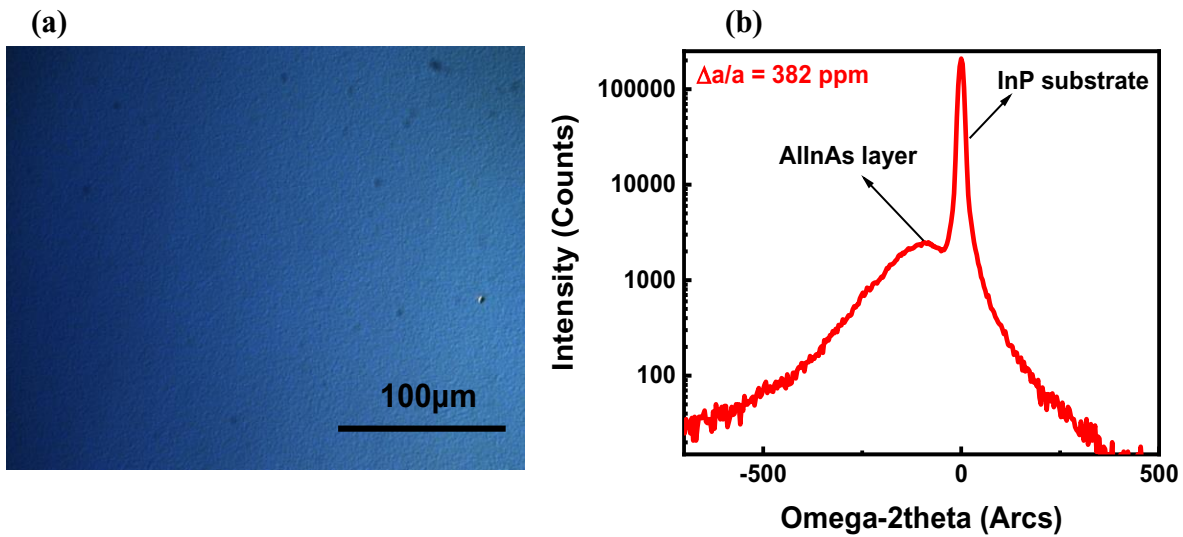 (a)
100µm
(b)
Δa/a = 382 ppm
InP substrate
AlInAs layer
Intensity (Counts)
100000
10000
1000
100
-500
0
500
Omega-2theta (Arcs)